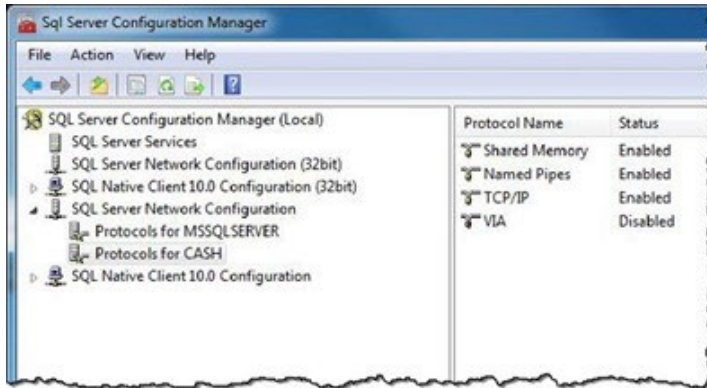 Sql Server Configuration Manager
File Action View Help
SQL Server Configuration Manager (Local)
SQL Server Services
SQL Server Network Configuration (32bit)
SQL Native Client 10.0 Configuration (32bit)
SQL Server Network Configuration
Protocols for MSSQLSERVER
Protocols for CASH
SQL Native Client 10.0 Configuration
Protocol Name Status
Shared Memory Enabled
Named Pipes Enabled
TCP/IP Enabled
VIA Disabled